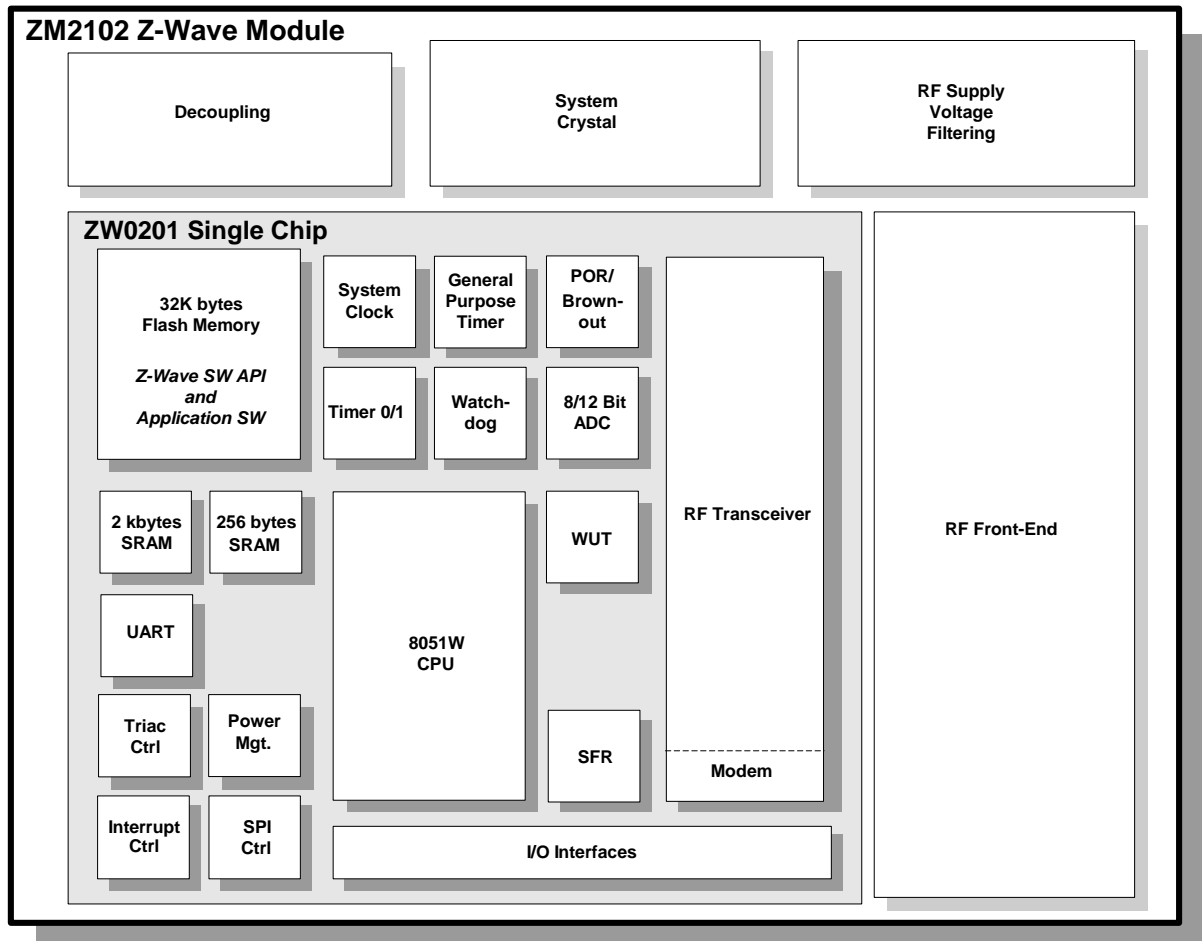 ZM2102 Z-Wave Module
Decoupling
System
Crystal
RF Supply
Voltage
Filtering
ZW0201 Single Chip
32K bytes
Flash Memory
Z-Wave SW API
and
Application SW
System
Clock
General
Purpose
Timer
POR/
Brown-
out
Timer 0/1
Watch-
dog
8/12 Bit
ADC
2 kbytes
SRAM
256 bytes
SRAM
UART
Triac
Ctrl
Power
Mgt.
Interrupt
Ctrl
SPI
Ctrl
8051W
CPU
WUT
SFR
RF Transceiver
Modem
I/O Interfaces
RF Front-End